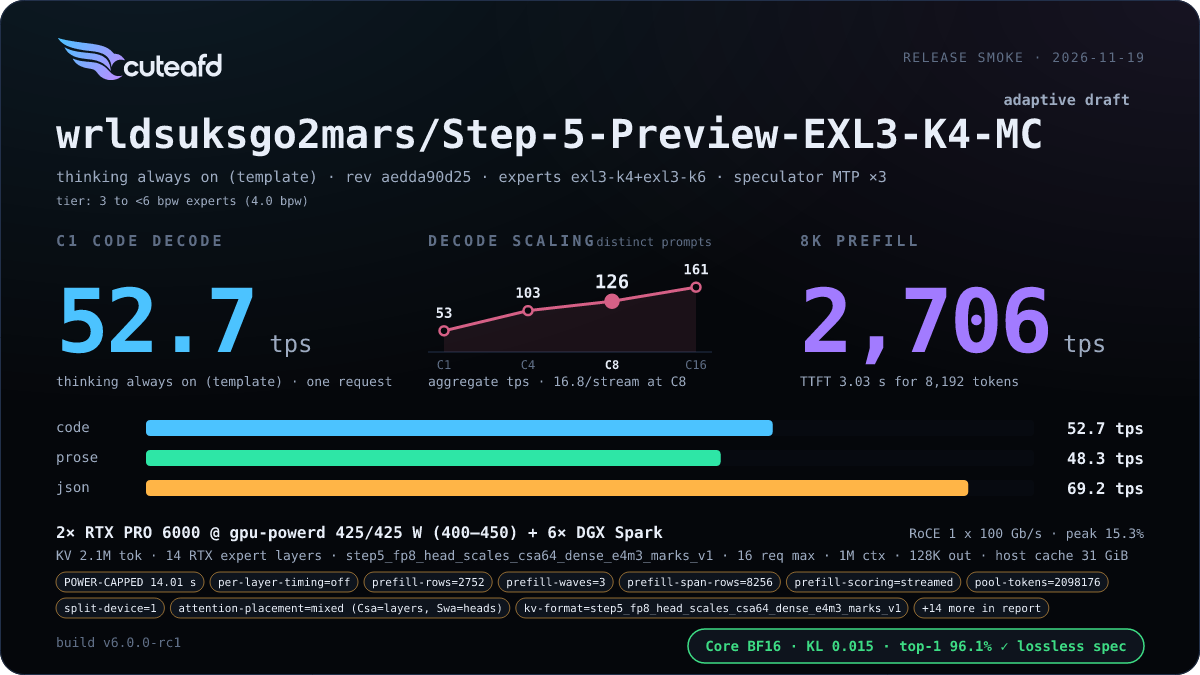 cuteafd
RELEASE SMOKE · 2026-11-19
adaptive draft
wrldsuksgo2mars/Step-5-Preview-EXL3-K4-MC
thinking always on (template) · rev aedda90d25 · experts exl3-k4+exl3-k6 · speculator MTP ×3
tier: 3 to <6 bpw experts (4.0 bpw)
C1 CODE DECODE
52.7 tps
thinking always on (template) · one request
DECODE SCALING distinct prompts
53 103 126 161
C1 C4 C8 C16
aggregate tps · 16.8/stream at C8
8K PREFILL
2,706 tps
TTFT 3.03 s for 8,192 tokens
code 52.7 tps
prose 48.3 tps
json 69.2 tps
2× RTX PRO 6000 @ gpu-powerd 425/425 W (400–450) + 6× DGX Spark
RoCE 1 x 100 Gb/s · peak 15.3%
KV 2.1M tok · 14 RTX expert layers · step5_fp8_head_scales_csa64_dense_e4m3_marks_v1 · 16 req max · 1M ctx · 128K out · host cache 31 GiB
POWER-CAPPED 14.01 s per-layer-timing=off prefill-rows=2752 prefill-waves=3 prefill-span-rows=8256 prefill-scoring=streamed pool-tokens=2098176
split-device=1 attention-placement=mixed (Csa=layers, Swa=heads) kv-format=step5_fp8_head_scales_csa64_dense_e4m3_marks_v1 +14 more in report
build v6.0.0-rc1
Core BF16 · KL 0.015 · top-1 96.1% ✓ lossless spec